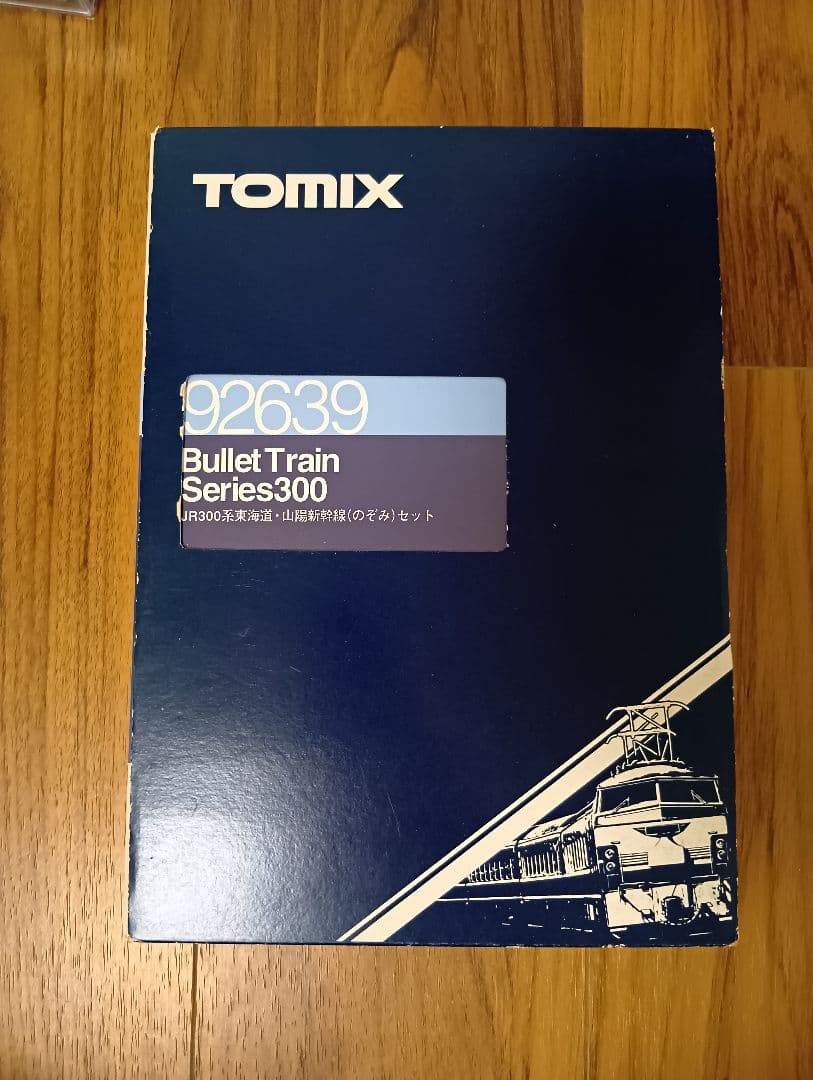 TOMIX
92639
Bullet Train
Series300
JR300系東海道・山陽新幹線(のぞみ)セット